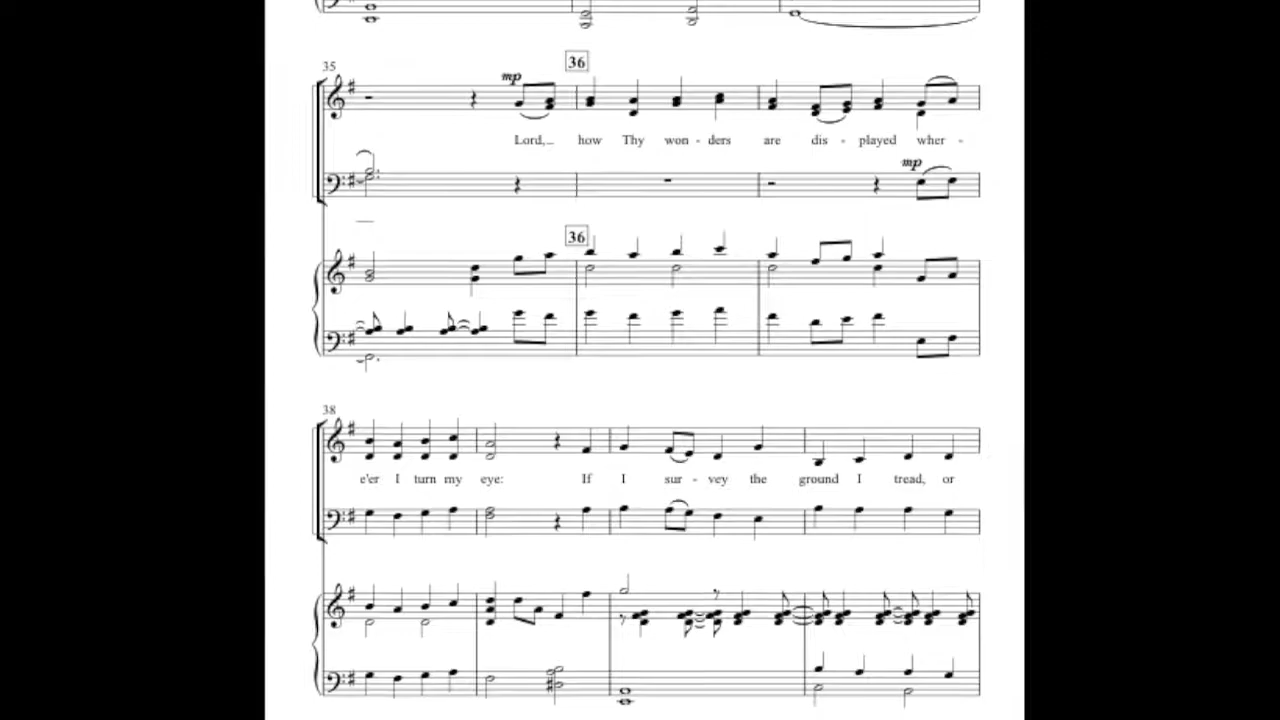 35
mp
36
Lord, how Thy won - ders are dis - played wher -
mp
36
38
e'er I turn my eye: If I sur - vey the ground I tread, or